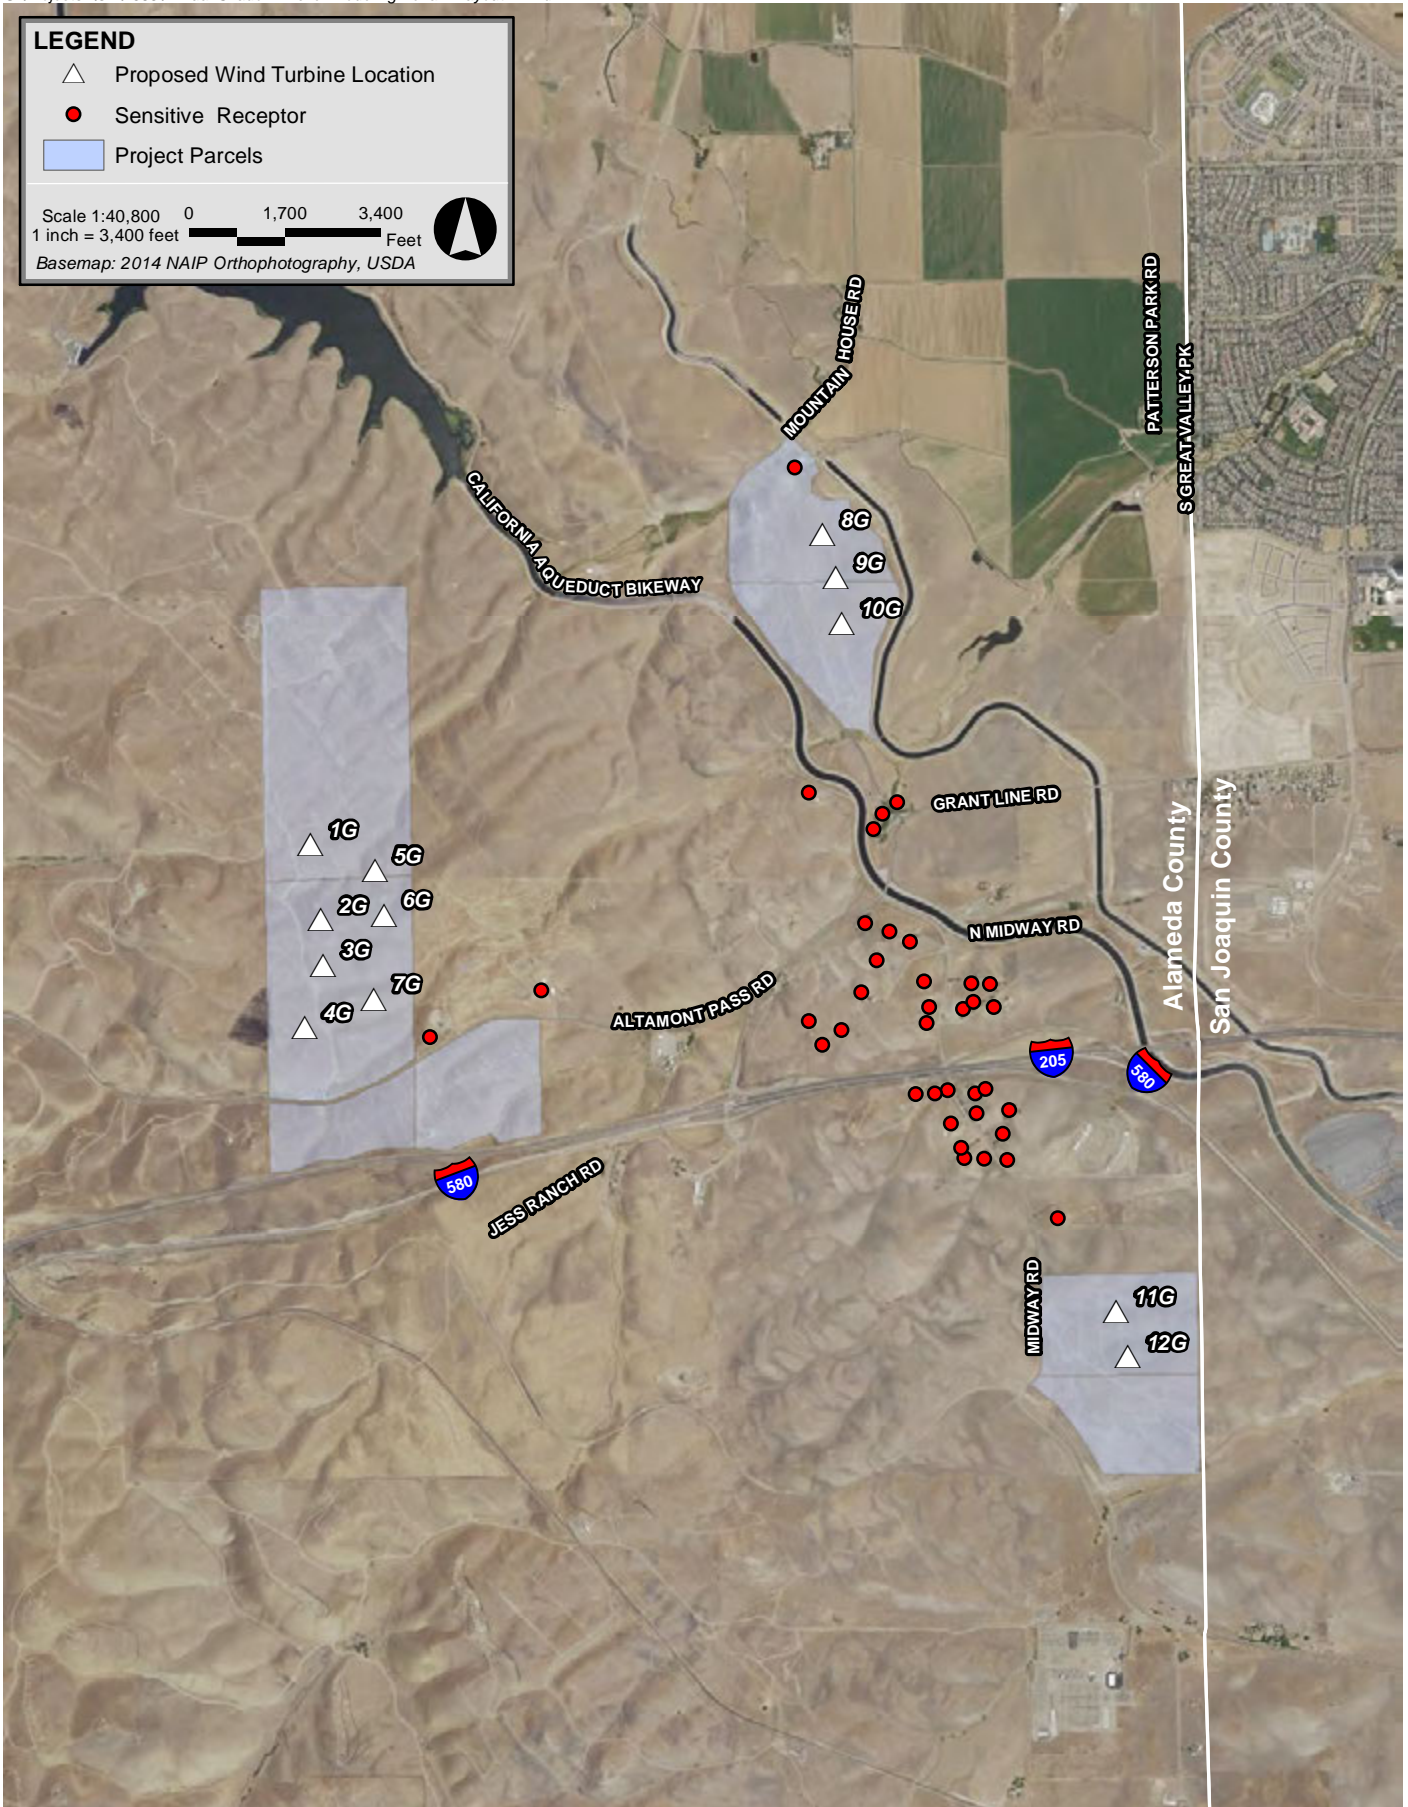 LEGEND
Proposed Wind Turbine Location
Sensitive Receptor
Project Parcels
Scale 1:40,800 0 1,700 3,400
1 inch = 3,400 feet Feet
Basemap: 2014 NAIP Orthophotography, USDA
PATTERSON PARK RD
MOUNTAIN HOUSE RD
S GREAT VALLEY PK
CALIFORNIA AQUEDUCT BIKEWAY
8G
9G
10G
GRANT LINE RD
Alameda County
San Joaquin County
1G
5G
2G
6G
3G
7G
4G
N MIDWAY RD
ALTAMONT PASS RD
205
580
580
JESS RANCH RD
MIDWAY RD
11G
12G